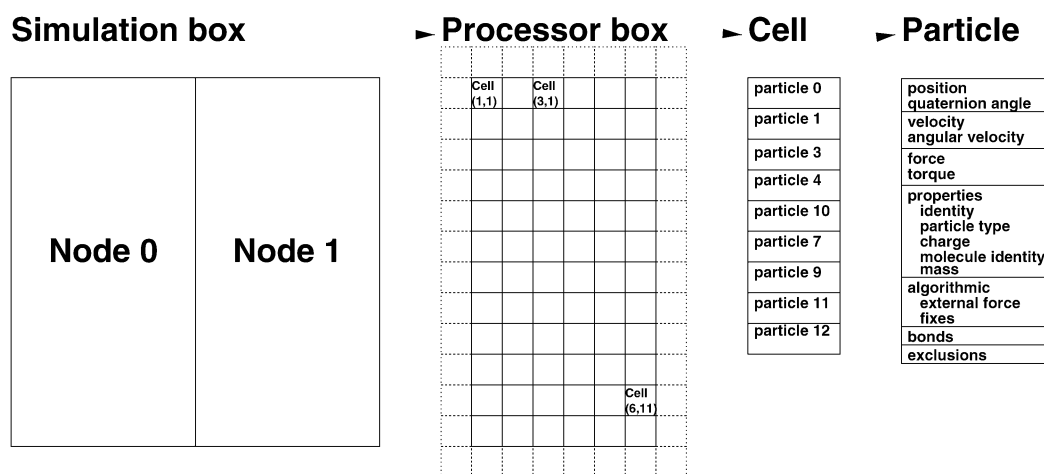 Simulation box
Processor box
Cell
Particle
Node 0
Node 1
Cell
(1,1)
Cell
(3,1)
Cell
(6,11)
particle 0
particle 1
particle 3
particle 4
particle 10
particle 7
particle 9
particle 11
particle 12
position
quaternion angle
velocity
angular velocity
force
torque
properties
identity
particle type
charge
molecule identity
mass
algorithmic
external force
fixes
bonds
exclusions